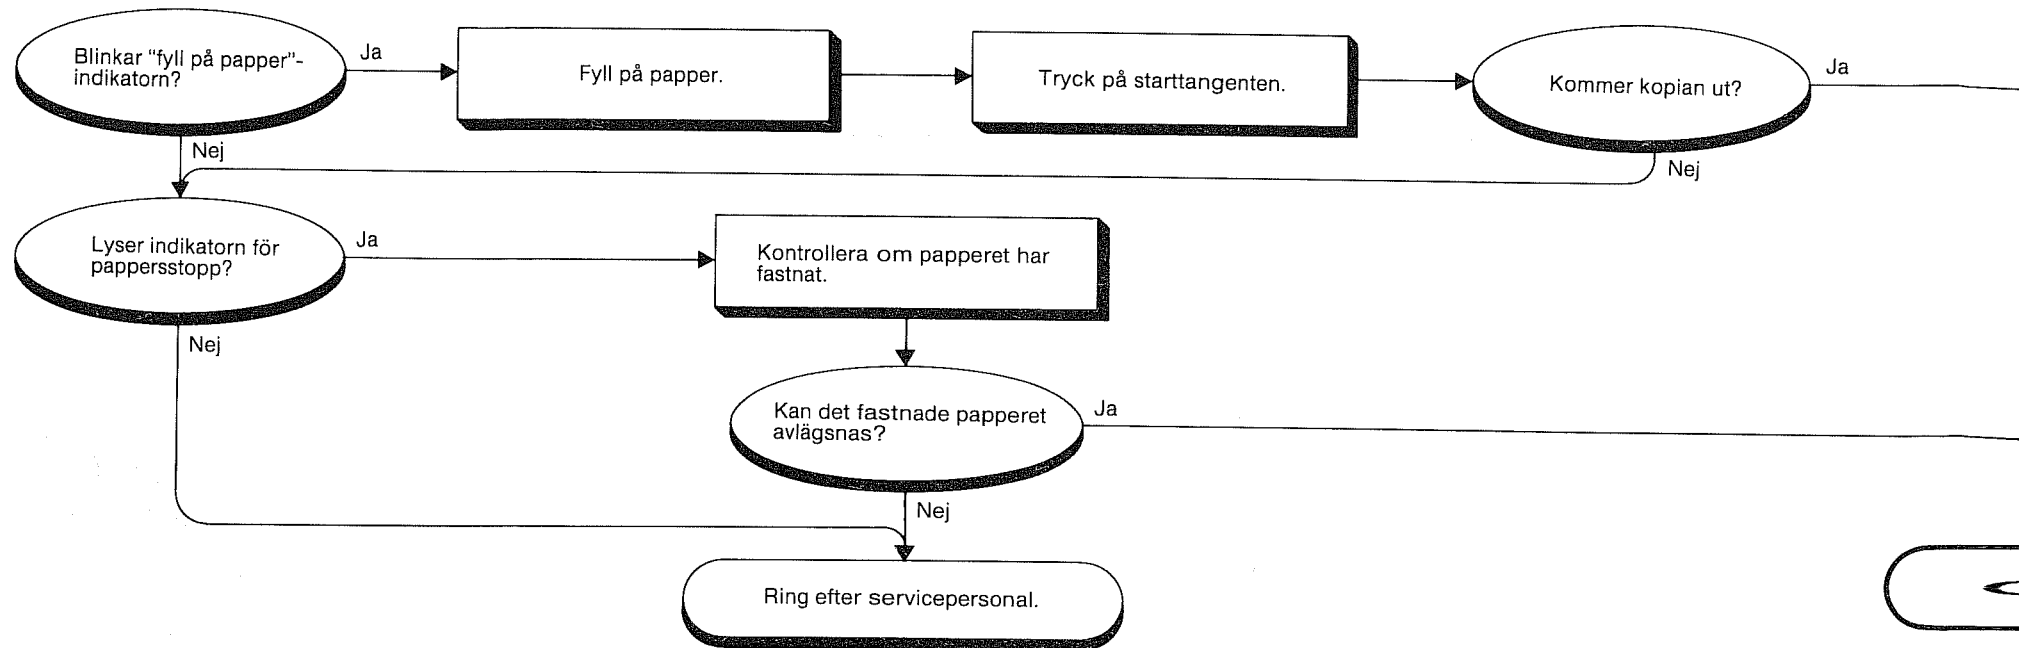 Blinkar “fyll på papper”-
indikatorn?
Ja
Fyll på papper.
Tryck på starttangenten.
Kommer kopian ut?
Ja
Nej
Nej
Lyser indikatorn för
pappersstopp?
Ja
Kontrollera om papperet har
fastnat.
Nej
Kan det fastnade papperet
avlägsnas?
Ja
Nej
Ring efter servicepersonal.